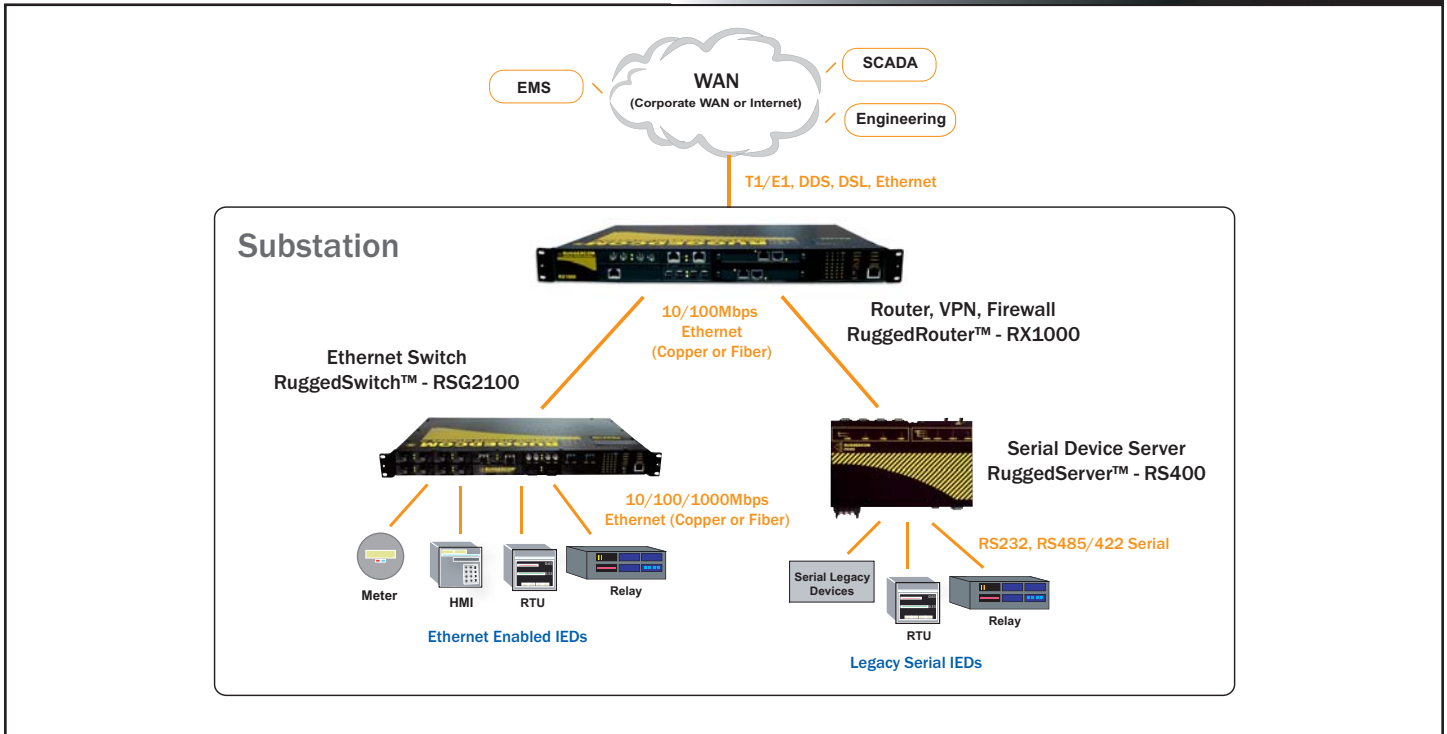 WAN
(Corporate WAN or Internet)
EMS
SCADA
Engineering
T1/E1, DDS, DSL, Ethernet
Substation
RUGGEDCOM
RX1000
10/100Mbps
Ethernet
(Copper or Fiber)
Router, VPN, Firewall
RuggedRouter™ - RX1000
Ethernet Switch
RuggedSwitch™ - RSG2100
RUGGEDCOM
Serial Device Server
RuggedServer™ - RS400
10/100/1000Mbps
Ethernet (Copper or Fiber)
RS232, RS485/422 Serial
Meter
HMI
RTU
Relay
Ethernet Enabled IEDs
Serial Legacy
Devices
RTU
Relay
Legacy Serial IEDs